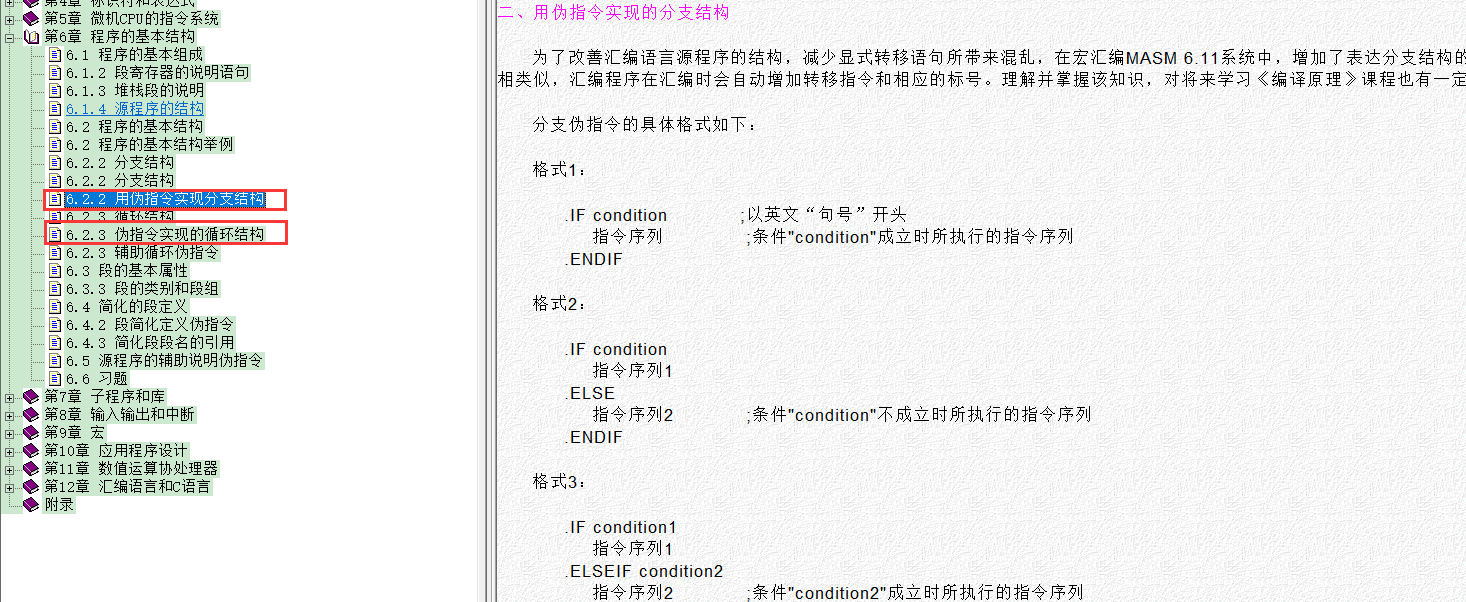 第4章 标识符和表达式
第5章 微机CPU的指令系统
第6章 程序的基本结构
6.1 程序的基本组成
6.1.2 段寄存器的说明语句
6.1.3 堆栈段的说明
6.1.4 源程序的结构
6.2 程序的基本结构
6.2 程序的基本结构举例
6.2.2 分支结构
6.2.2 分支结构
6.2.2 用伪指令实现分支结构
6.2.3 循环结构
6.2.3 伪指令实现的循环结构
6.2.3 辅助循环伪指令
6.3 段的基本属性
6.3.3 段的类别和段组
6.4 简化的段定义
6.4.2 段简化定义伪指令
6.4.3 简化段段名的引用
6.5 源程序的辅助说明伪指令
6.6 习题
第7章 子程序和库
第8章 输入输出和中断
第9章 宏
第10章 应用程序设计
第11章 数值运算协处理器
第12章 汇编语言和C语言
附录
二、用伪指令实现的分支结构
为了改善汇编语言源程序的结构，减少显式转移语句所带来混乱，在宏汇编MASM 6.11系统中，增加了表达分支结构的
相类似，汇编程序在汇编时会自动增加转移指令和相应的标号。理解并掌握该知识，对将来学习《编译原理》课程也有一定
分支伪指令的具体格式如下：
格式1：
.IF condition ;以英文“句号”开头
指令序列 ;条件"condition"成立时所执行的指令序列
.ENDIF
格式2：
.IF condition
指令序列1
.ELSE
指令序列2 ;条件"condition"不成立时所执行的指令序列
.ENDIF
格式3：
.IF condition1
指令序列1
.ELSEIF condition2
指令序列2 ;条件"condition2"成立时所执行的指令序列